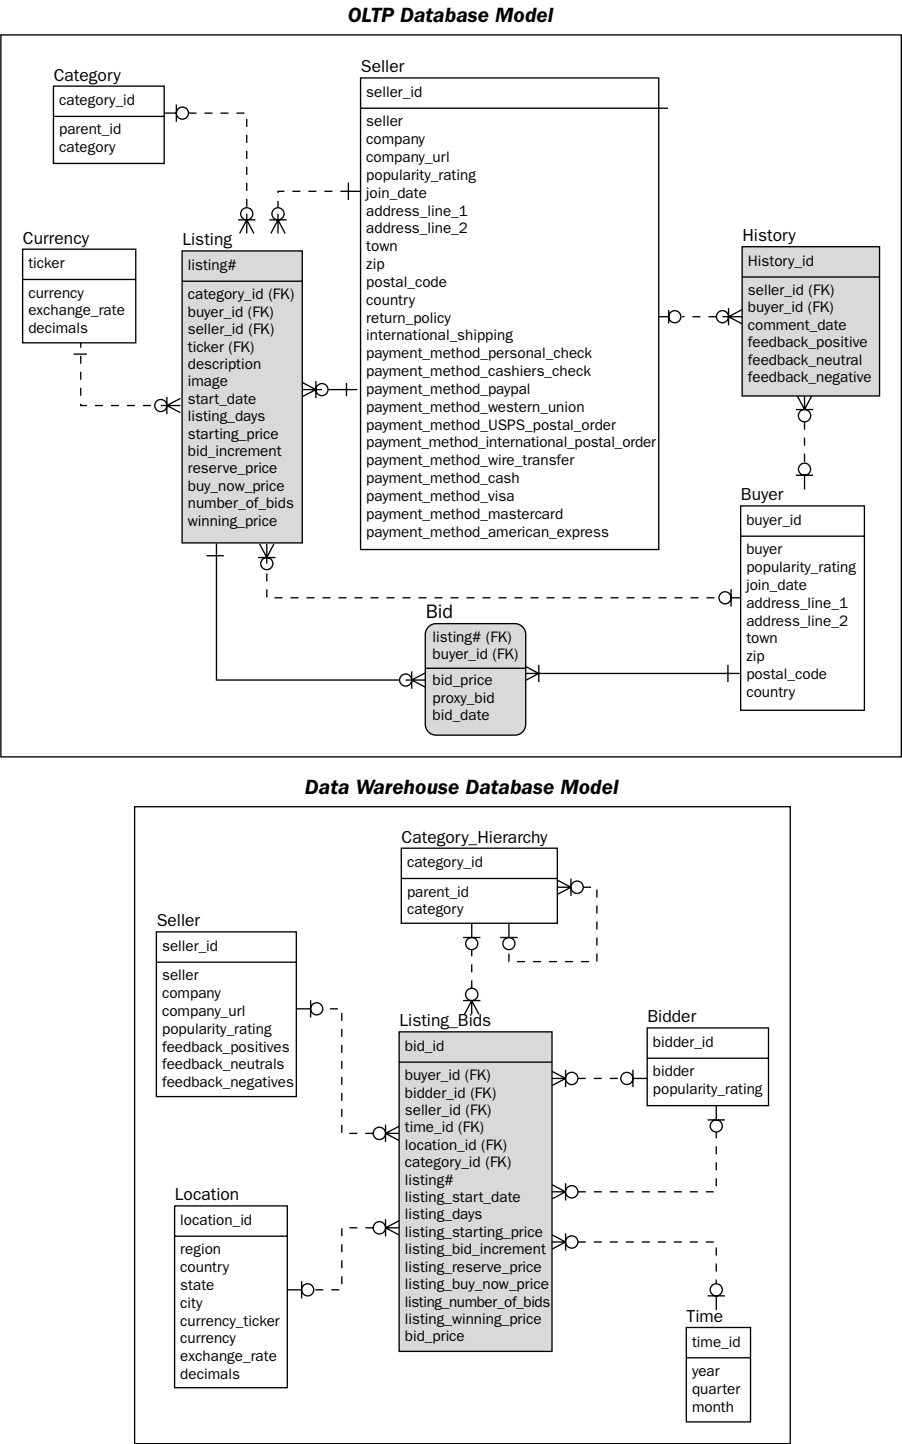 OLTP Database Model
Category
category_id
parent_id
category
Seller
seller_id
seller
company
company_url
popularity_rating
join_date
address_line_1
address_line_2
town
zip
postal_code
country
return_policy
international_shipping
payment_method_personal_check
payment_method_cashiers_check
payment_method_paypal
payment_method_western_union
payment_method_USPS_postal_order
payment_method_international_postal_order
payment_method_wire_transfer
payment_method_cash
payment_method_visa
payment_method_mastercard
payment_method_american_express
Currency
ticker
currency
exchange_rate
decimals
Listing
listing#
category_id (FK)
buyer_id (FK)
seller_id (FK)
ticker (FK)
description
image
start_date
listing_days
starting_price
bid_increment
reserve_price
buy_now_price
number_of_bids
winning_price
History
History_id
seller_id (FK)
buyer_id (FK)
comment_date
feedback_positive
feedback_neutral
feedback_negative
Buyer
buyer_id
buyer
popularity_rating
join_date
address_line_1
address_line_2
town
zip
postal_code
country
Bid
listing# (FK)
buyer_id (FK)
bid_price
proxy_bid
bid_date
Data Warehouse Database Model
Category_Hierarchy
category_id
parent_id
category
Seller
seller_id
seller
company
company_url
popularity_rating
feedback_positives
feedback_neutrals
feedback_negatives
Listing_Bids
bid_id
buyer_id (FK)
bidder_id (FK)
seller_id (FK)
time_id (FK)
location_id (FK)
category_id (FK)
listing#
listing_start_date
listing_days
listing_starting_price
listing_bid_increment
listing_reserve_price
listing_buy_now_price
listing_number_of_bids
listing_winning_price
bid_price
Bidder
bidder_id
bidder
popularity_rating
Location
location_id
region
country
state
city
currency_ticker
currency
exchange_rate
decimals
Time
time_id
year
quarter
month